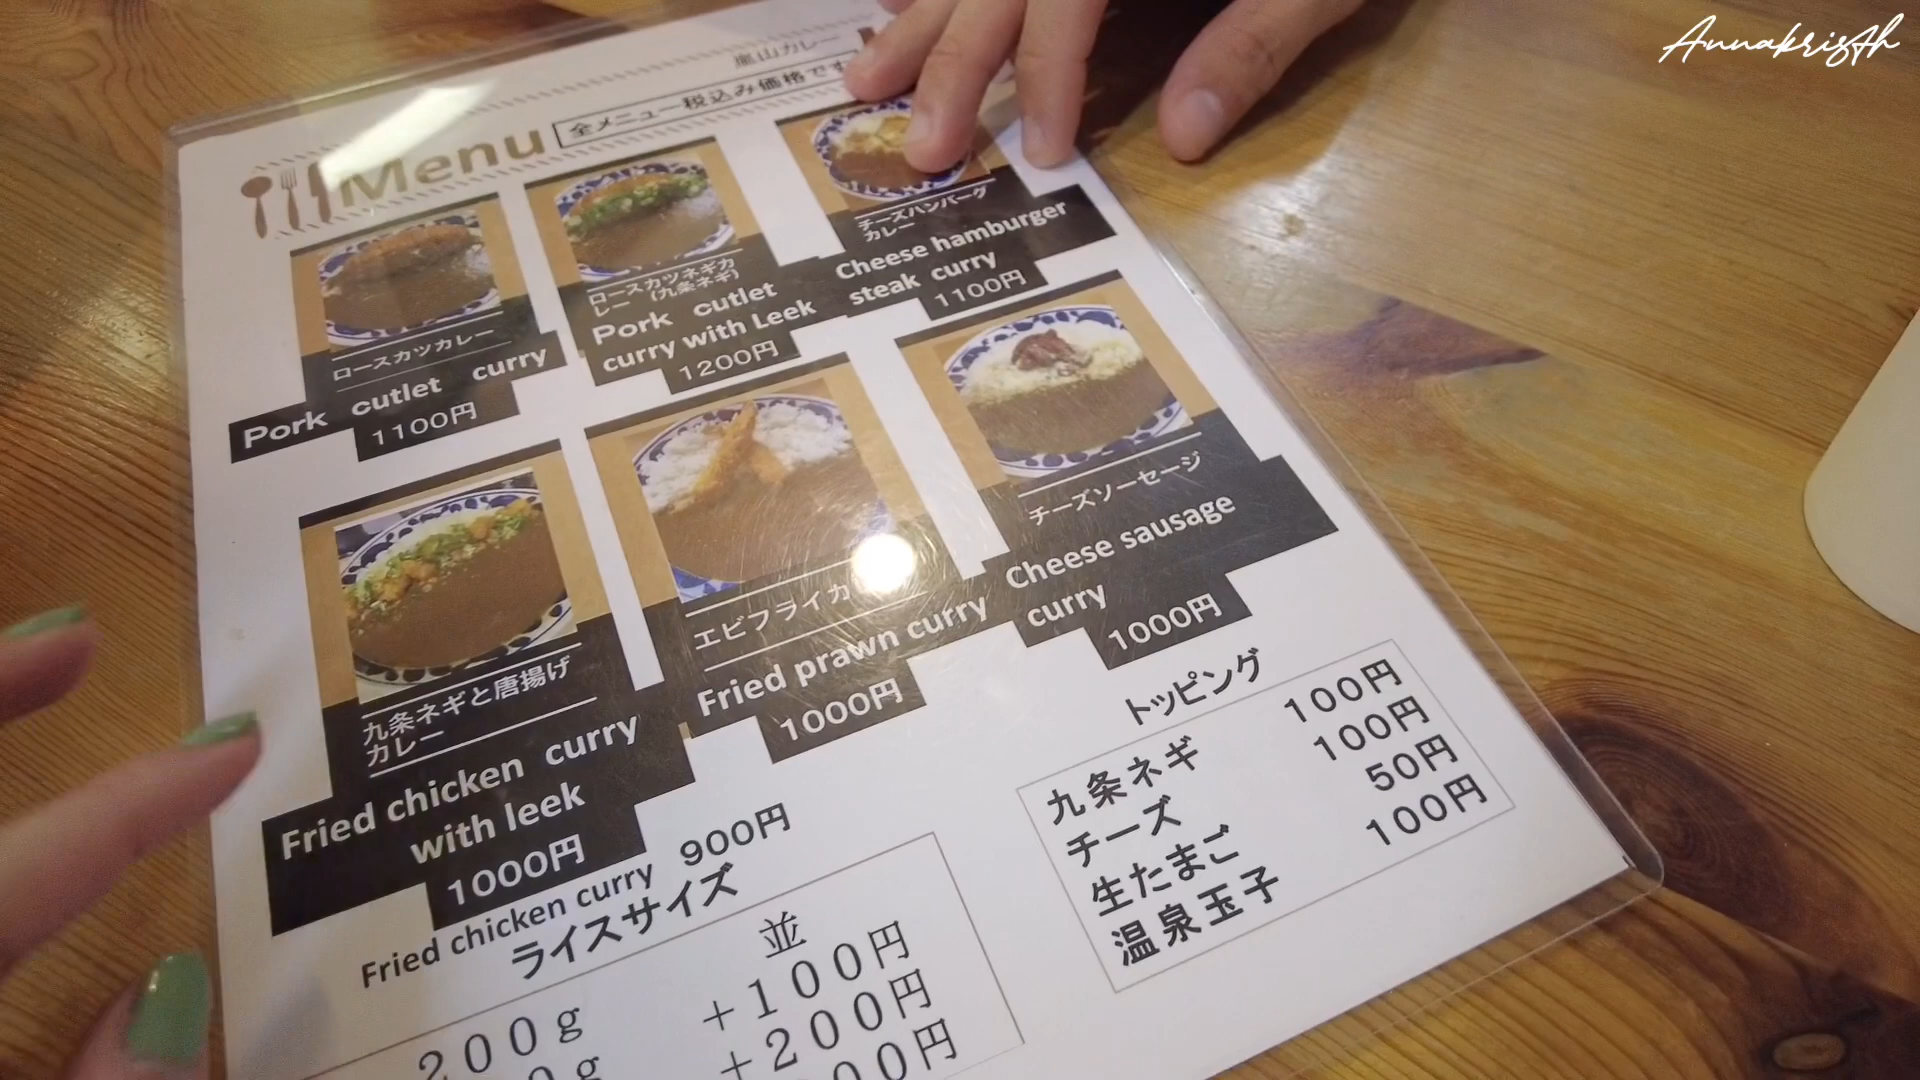 Annakristh
嵐山カレー
Menu
全メニュー税込み価格です
ロースカツカレー
Pork cutlet curry
1100円
ロースカツネギカ
レー (九条ネギ)
Pork cutlet
curry with Leek
1200円
チーズハンバーグ
カレー
Cheese hamburger
steak curry
1100円
九条ネギと唐揚げ
カレー
Fried chicken curry
with leek
1000円
エビフライカ
Fried prawn curry
1000円
チーズソーセージ
Cheese sausage
curry
1000円
Fried chicken curry 900円
ライスサイズ
並
200g +100円
+200円
トッピング
九条ネギ 100円
チーズ 100円
生たまご 50円
温泉玉子 100円